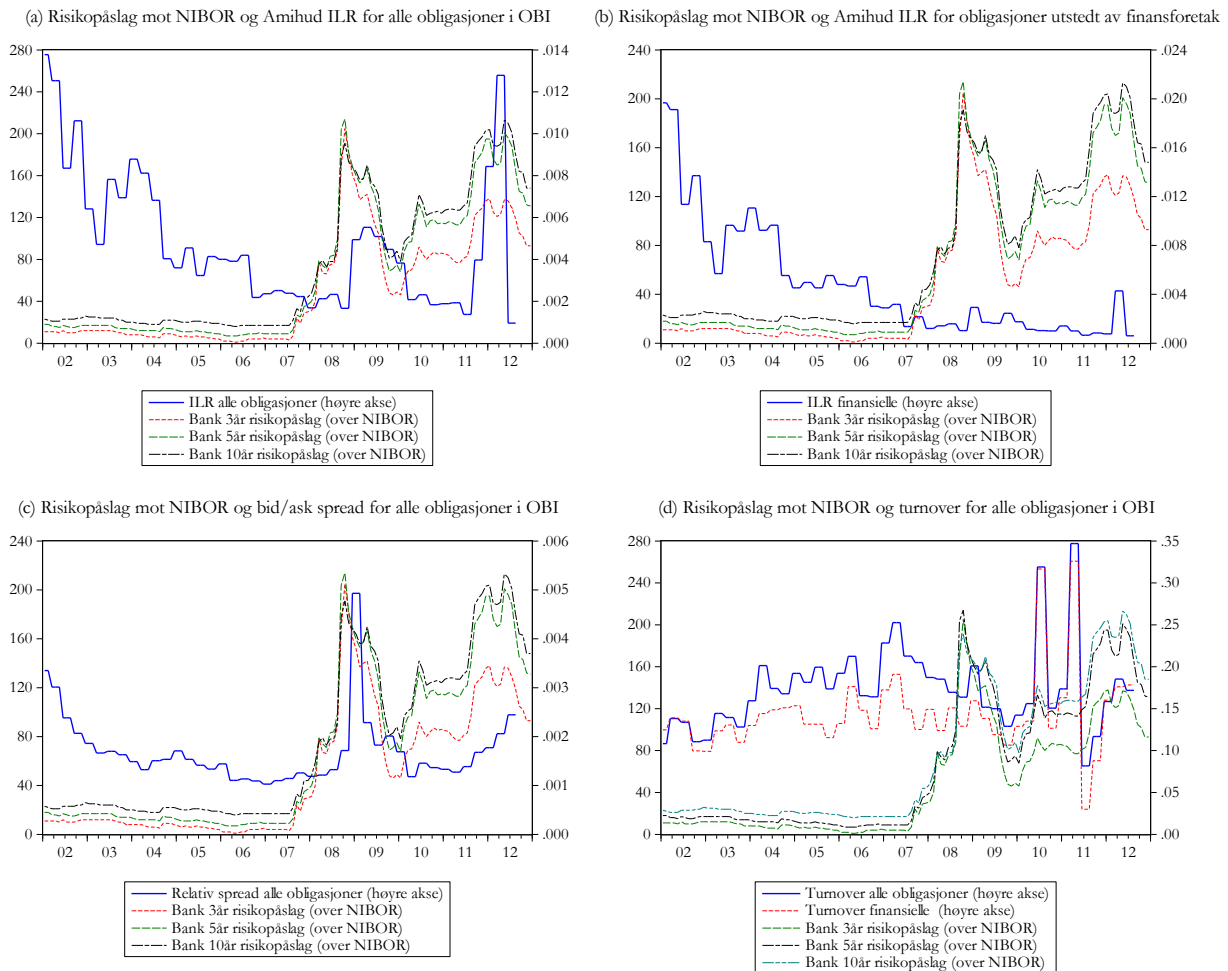 (a) Risikopåslag mot NIBOR og Amihud ILR for alle obligasjoner i OBI
280 .014
240 .012
200 .010
160 .008
120 .006
80 .004
40 .002
0 .000
02 03 04 05 06 07 08 09 10 11 12
ILR alle obligasjoner (høyre akse)
Bank 3år risikopåslag (over NIBOR)
Bank 5år risikopåslag (over NIBOR)
Bank 10år risikopåslag (over NIBOR)
(b) Risikopåslag mot NIBOR og Amihud ILR for obligasjoner utstedt av finansforetak
240 .024
200 .020
160 .016
120 .012
80 .008
40 .004
0 .000
02 03 04 05 06 07 08 09 10 11 12
ILR finansielle (høyre akse)
Bank 3år risikopåslag (over NIBOR)
Bank 5år risikopåslag (over NIBOR)
Bank 10år risikopåslag (over NIBOR)
(c) Risikopåslag mot NIBOR og bid/ask spread for alle obligasjoner i OBI
240 .006
200 .005
160 .004
120 .003
80 .002
40 .001
0 .000
02 03 04 05 06 07 08 09 10 11 12
Relativ spread alle obligasjoner (høyre akse)
Bank 3år risikopåslag (over NIBOR)
Bank 5år risikopåslag (over NIBOR)
Bank 10år risikopåslag (over NIBOR)
(d) Risikopåslag mot NIBOR og turnover for alle obligasjoner i OBI
280 .35
240 .30
200 .25
160 .20
120 .15
80 .10
40 .05
0 .00
02 03 04 05 06 07 08 09 10 11 12
Turnover alle obligasjoner (høyre akse)
Turnover finansielle (høyre akse)
Bank 3år risikopåslag (over NIBOR)
Bank 5år risikopåslag (over NIBOR)
Bank 10år risikopåslag (over NIBOR)